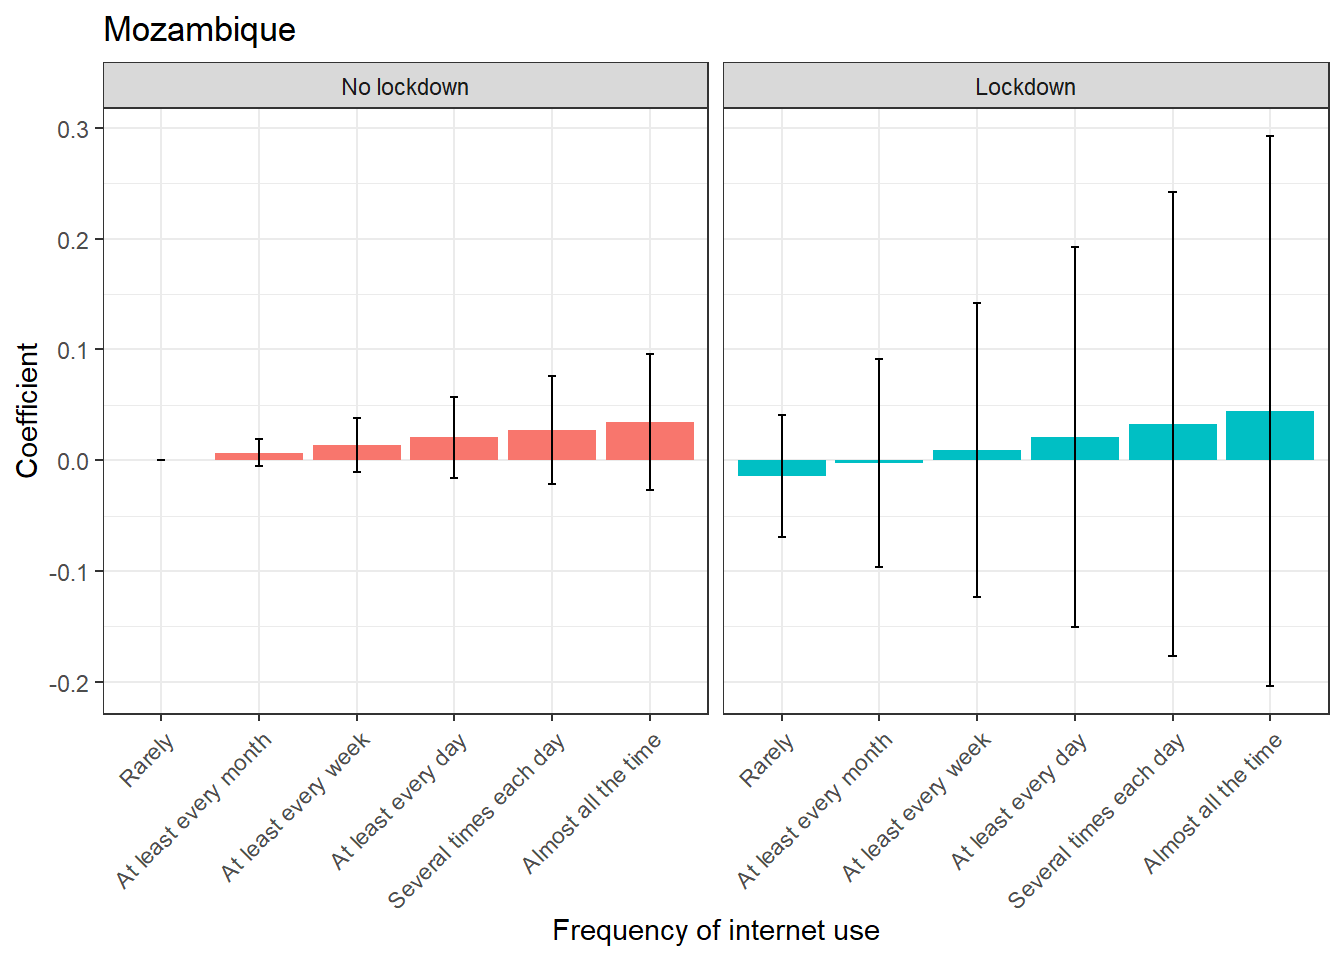 Mozambique
No lockdown
Lockdown
Coefficient
0.3
0.2
0.1
0.0
-0.1
-0.2
Rarely
At least every month
At least every week
At least every day
Several times each day
Almost all the time
Rarely
At least every month
At least every week
At least every day
Several times each day
Almost all the time
Frequency of internet use